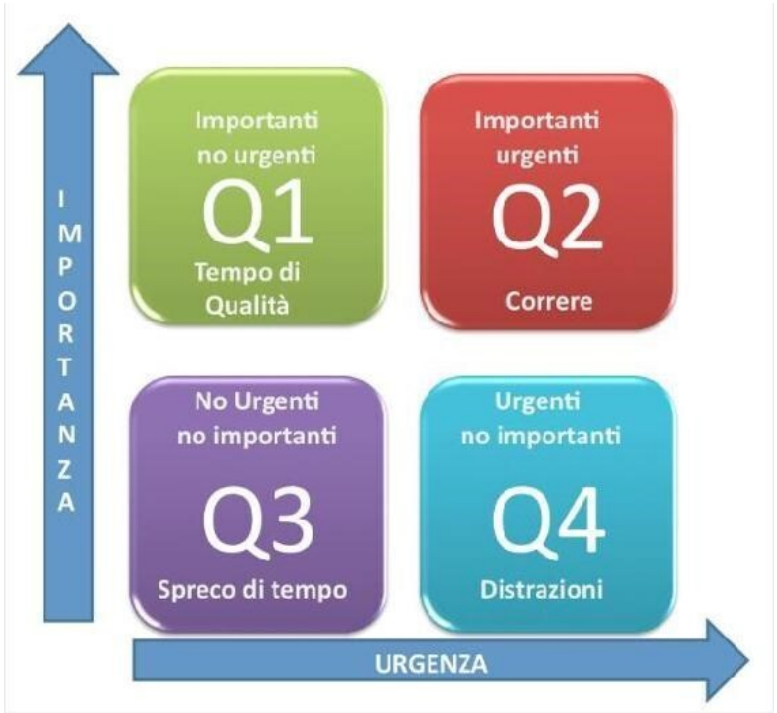 IMPORTANZA
Importanti
no urgenti
Q1
Tempo di
Qualità
Importanti
urgenti
Q2
Correre
No Urgenti
no importanti
Q3
Spreco di tempo
Urgenti
no importanti
Q4
Distrazioni
URGENZA